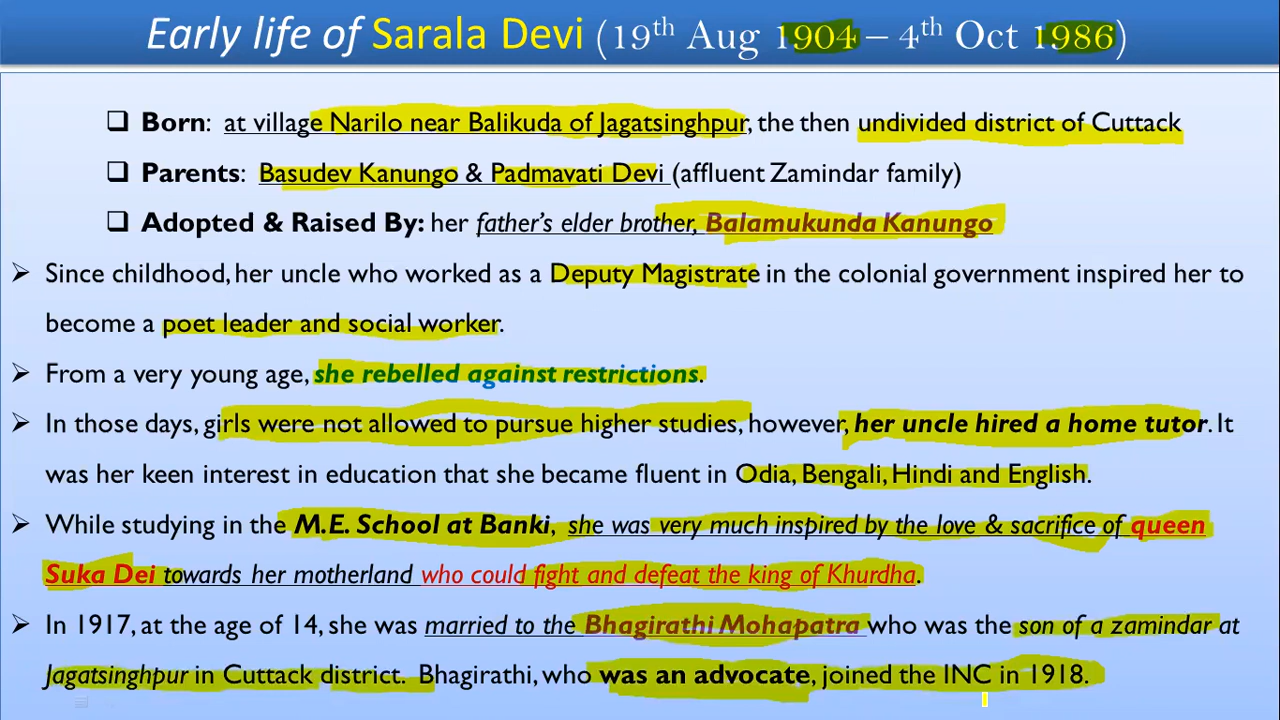 Early life of Sarala Devi (19th Aug 1904 – 4th Oct 1986)
❑ Born: at village Narilo near Balikuda of Jagatsinghpur, the then undivided district of Cuttack
❑ Parents: Basudev Kanungo & Padmavati Devi (affluent Zamindar family)
❑ Adopted & Raised By: her father's elder brother, Balamukunda Kanungo
➢ Since childhood, her uncle who worked as a Deputy Magistrate in the colonial government inspired her to
become a poet leader and social worker.
➢ From a very young age, she rebelled against restrictions.
➢ In those days, girls were not allowed to pursue higher studies, however, her uncle hired a home tutor. It
was her keen interest in education that she became fluent in Odia, Bengali, Hindi and English.
➢ While studying in the M.E. School at Banki, she was very much inspired by the love & sacrifice of queen
Suka Dei towards her motherland who could fight and defeat the king of Khurdha.
➢ In 1917, at the age of 14, she was married to the Bhagirathi Mohapatra who was the son of a zamindar at
Jagatsinghpur in Cuttack district. Bhagirathi, who was an advocate, joined the INC in 1918.